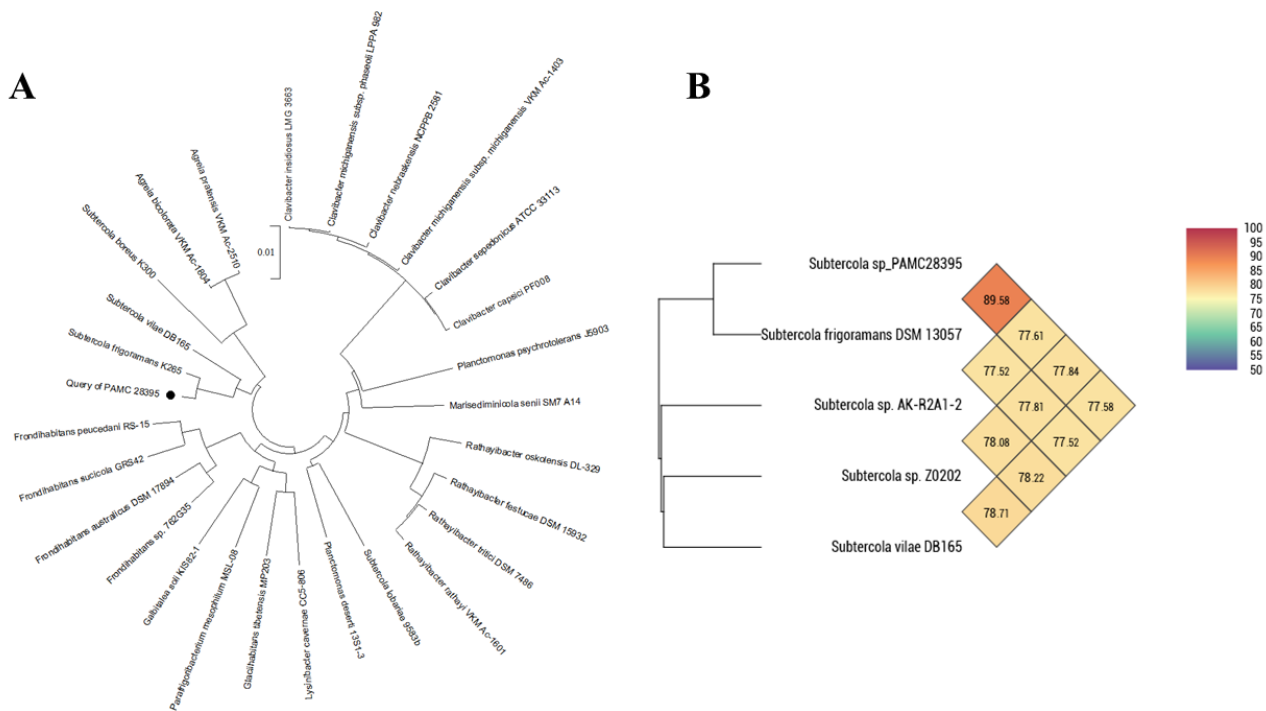 A
Clavibacter insidiosus LMG 3663
Clavibacter michiganensis subsp. phaseoli LPPA 982
Clavibacter nebraskensis NCPPB 2581
Clavibacter michiganensis subsp. michiganensis VKM Ac-1403
Clavibacter sepedonicus ATCC 33113
Clavibacter capsici PF008
Planctomonas psychrotolerans J5903
Marisediminicola senii SM7 A14
Rathayibacter oskolensis DL-329
Rathayibacter festucae DSM 15932
Rathayibacter tritici DSM 7486
Rathayibacter rathayi VKM Ac-1601
Subtercola lobariae 9583b
Planctomonas deserti 13S1-3
Lysinibacter cavernae CC5-806
Glaciihabitans tibetensis MP203
Parafrigoribacterium mesophilum MSL-08
Galbitalea soli KIS82-1
Frondihabitans sp. 762G35
Frondihabitans australicus DSM 17894
Frondihabitans sucicola GRS42
Frondihabitans peucedani RS-15
Query of PAMC 28395
Subtercola frigoramans K265
Subtercola vilae DB165
Subtercola boreus K300
Agreia bicolorata VKM Ac-1804
Agreia pratensis VKM Ac-2510
0.01
B
Subtercola sp_PAMC28395
Subtercola frigoramans DSM 13057
Subtercola sp. AK-R2A1-2
Subtercola sp. Z0202
Subtercola vilae DB165
89.58
77.61
77.52
77.84
77.81
77.58
78.08
77.52
78.22
78.71
100
95
90
85
80
75
70
65
60
55
50